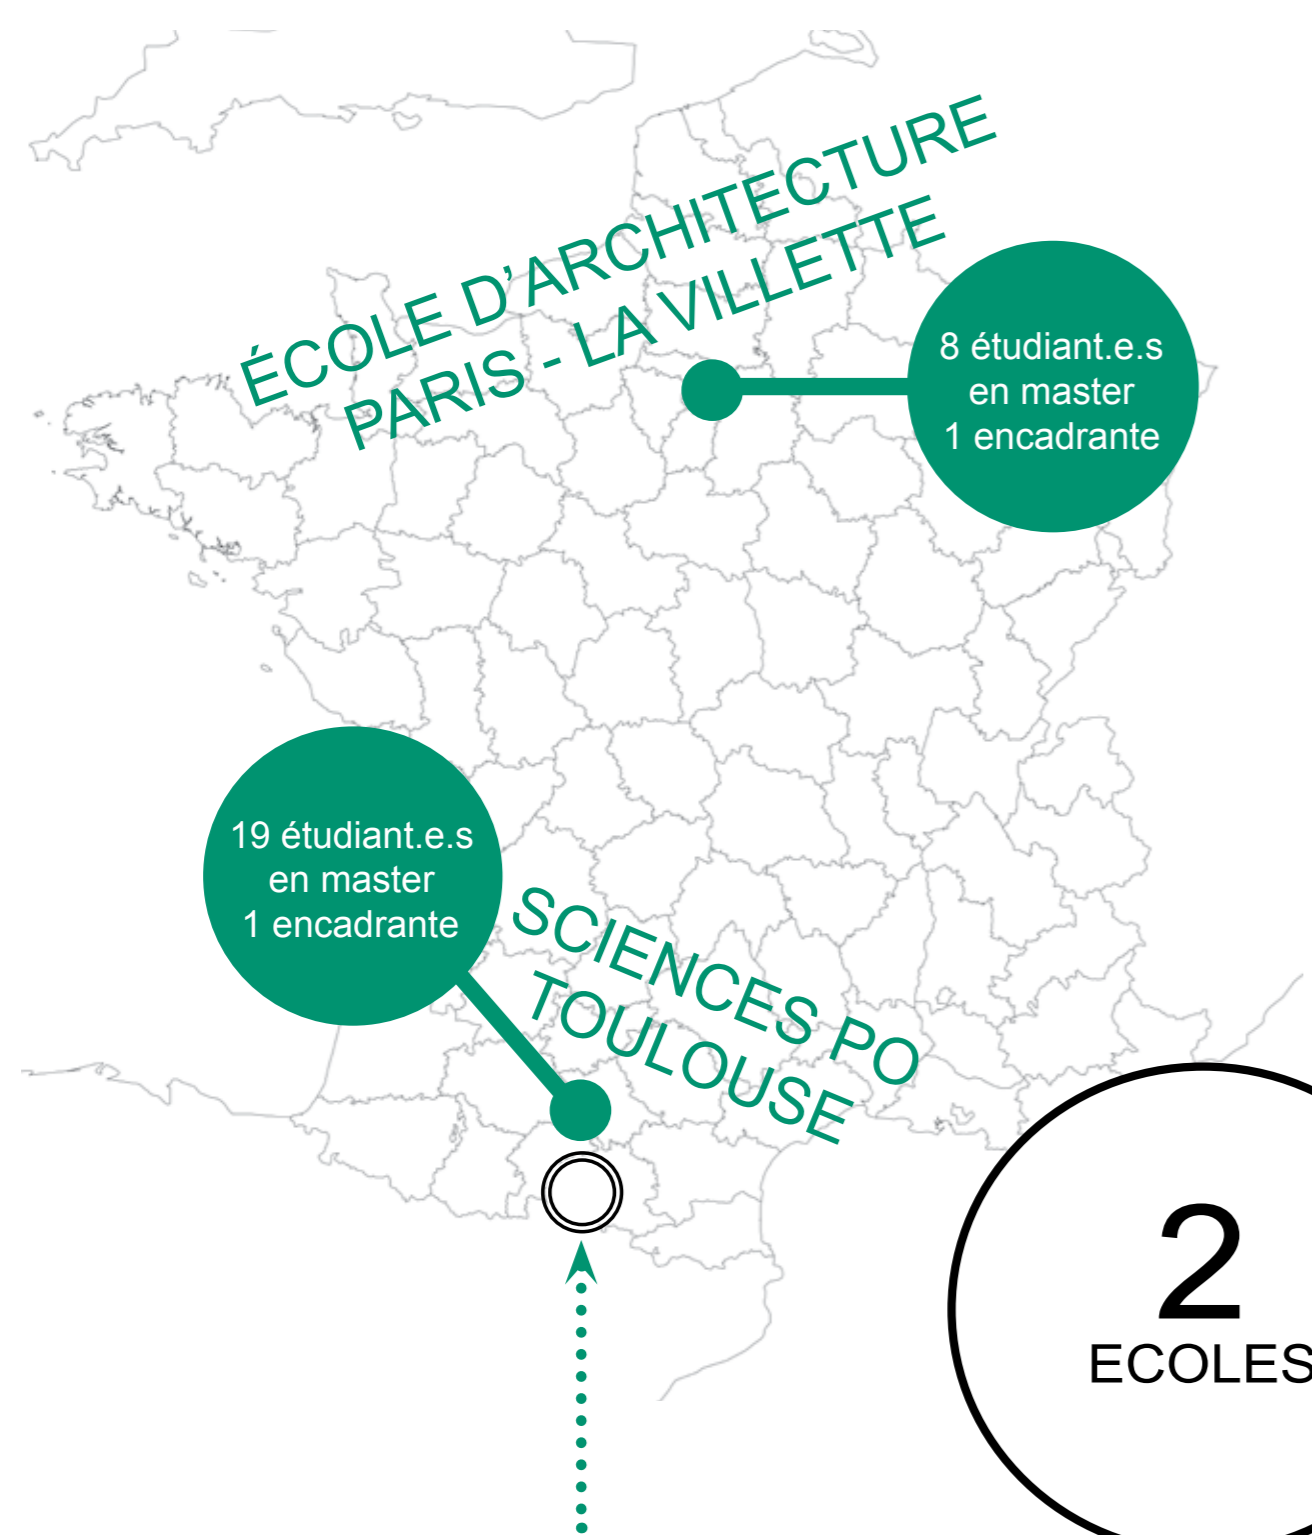 ÉCOLE D’ARCHITECTURE
PARIS - LA VILLETTE
8 étudiant.e.s
en master
1 encadrante
19 étudiant.e.s
en master
1 encadrante
SCIENCES PO
TOULOUSE
2
ECOLES